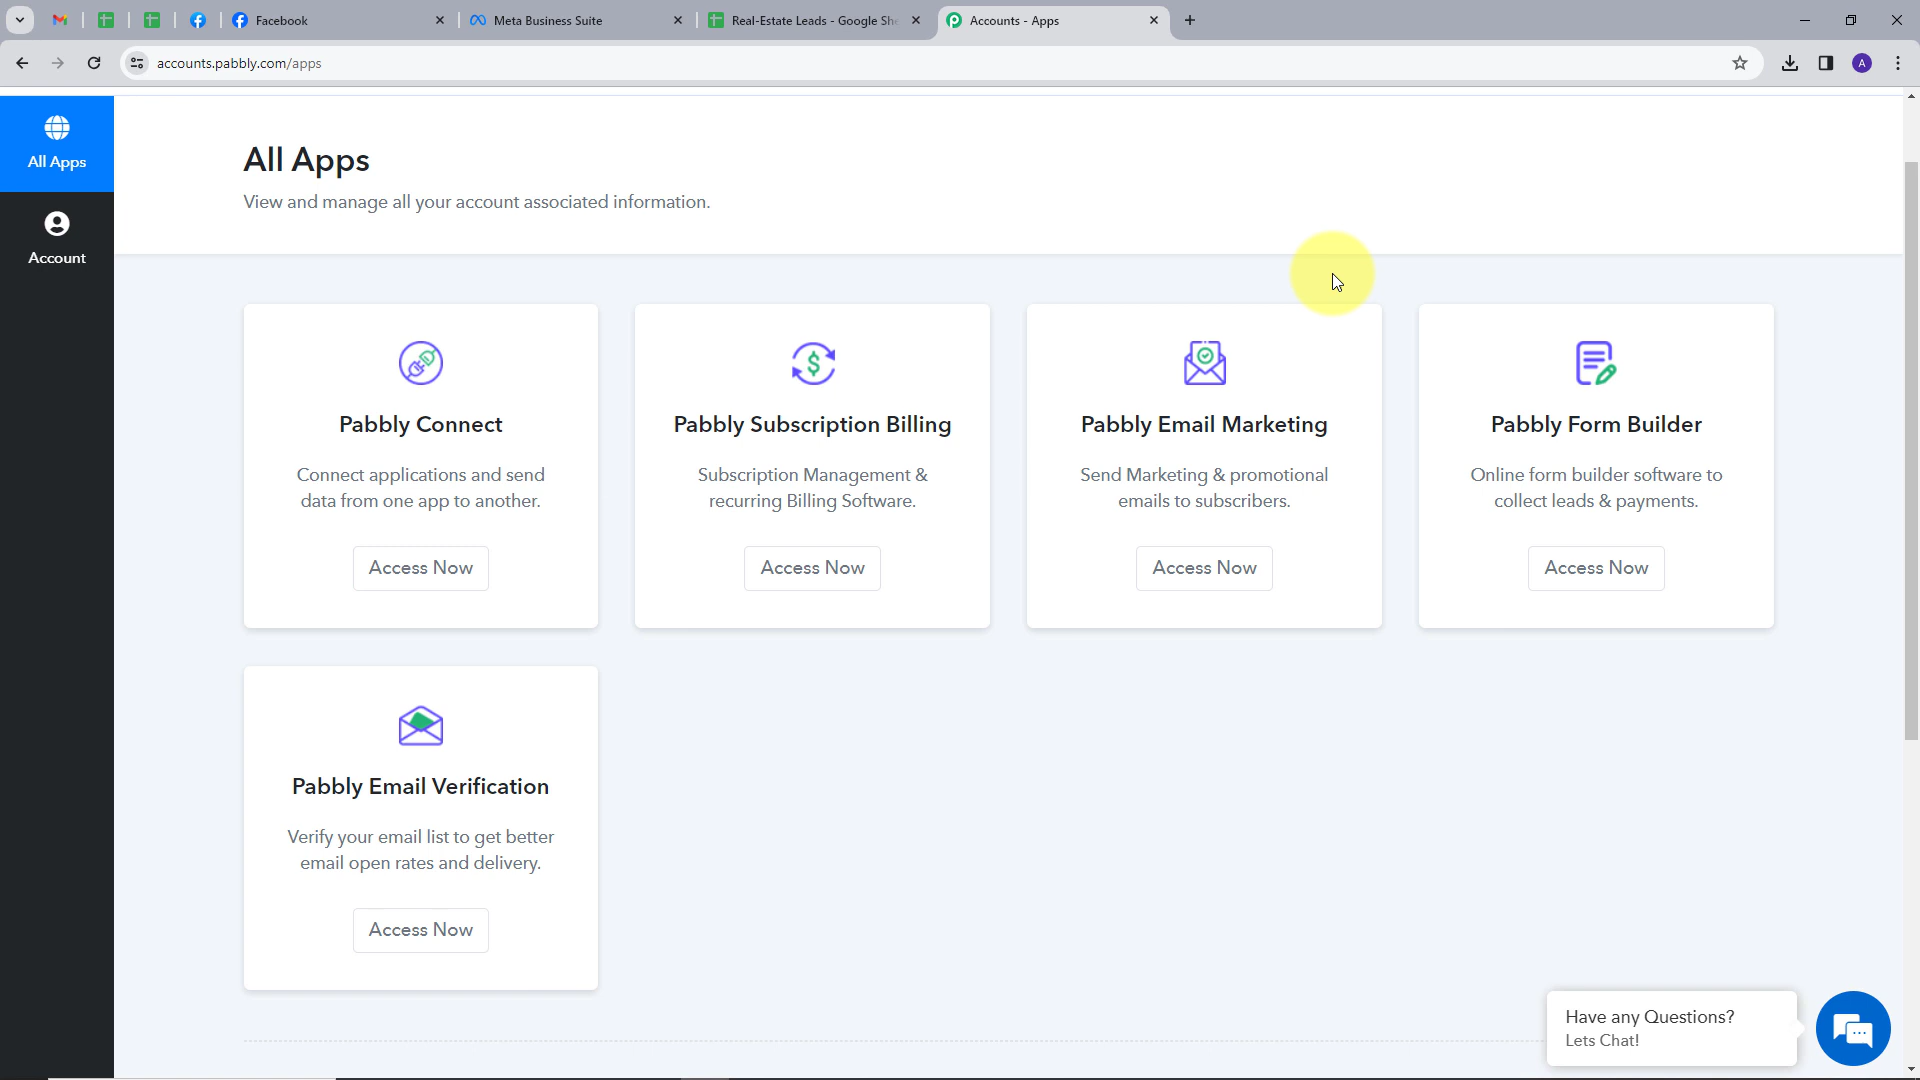 Facebook
Meta Business Suite
Real-Estate Leads - Google She
Accounts - Apps
accounts.pabbly.com/apps
A
All Apps
Account
All Apps
View and manage all your account associated information.
Pabbly Connect
Connect applications and send
data from one app to another.
Access Now
Pabbly Subscription Billing
Subscription Management &
recurring Billing Software.
Access Now
Pabbly Email Marketing
Send Marketing & promotional
emails to subscribers.
Access Now
Pabbly Form Builder
Online form builder software to
collect leads & payments.
Access Now
Pabbly Email Verification
Verify your email list to get better
email open rates and delivery.
Access Now
Have any Questions?
Lets Chat!